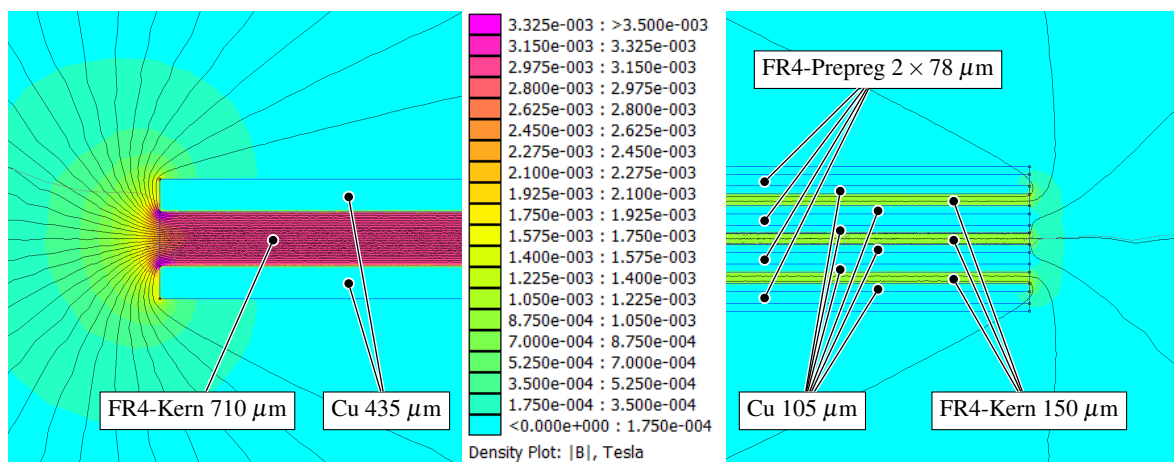 3.325e-003 : >3.500e-003
3.150e-003 : 3.325e-003
2.975e-003 : 3.150e-003
2.800e-003 : 2.975e-003
2.625e-003 : 2.800e-003
2.450e-003 : 2.625e-003
2.275e-003 : 2.450e-003
2.100e-003 : 2.275e-003
1.925e-003 : 2.100e-003
1.750e-003 : 1.925e-003
1.575e-003 : 1.750e-003
1.400e-003 : 1.575e-003
1.225e-003 : 1.400e-003
1.050e-003 : 1.225e-003
8.750e-004 : 1.050e-003
7.000e-004 : 8.750e-004
5.250e-004 : 7.000e-004
3.500e-004 : 5.250e-004
1.750e-004 : 3.500e-004
<0.000e+000 : 1.750e-004
Density Plot: |B|, Tesla
FR4-Kern 710 μm
Cu 435 μm
FR4-Prepreg 2 × 78 μm
Cu 105 μm
FR4-Kern 150 μm